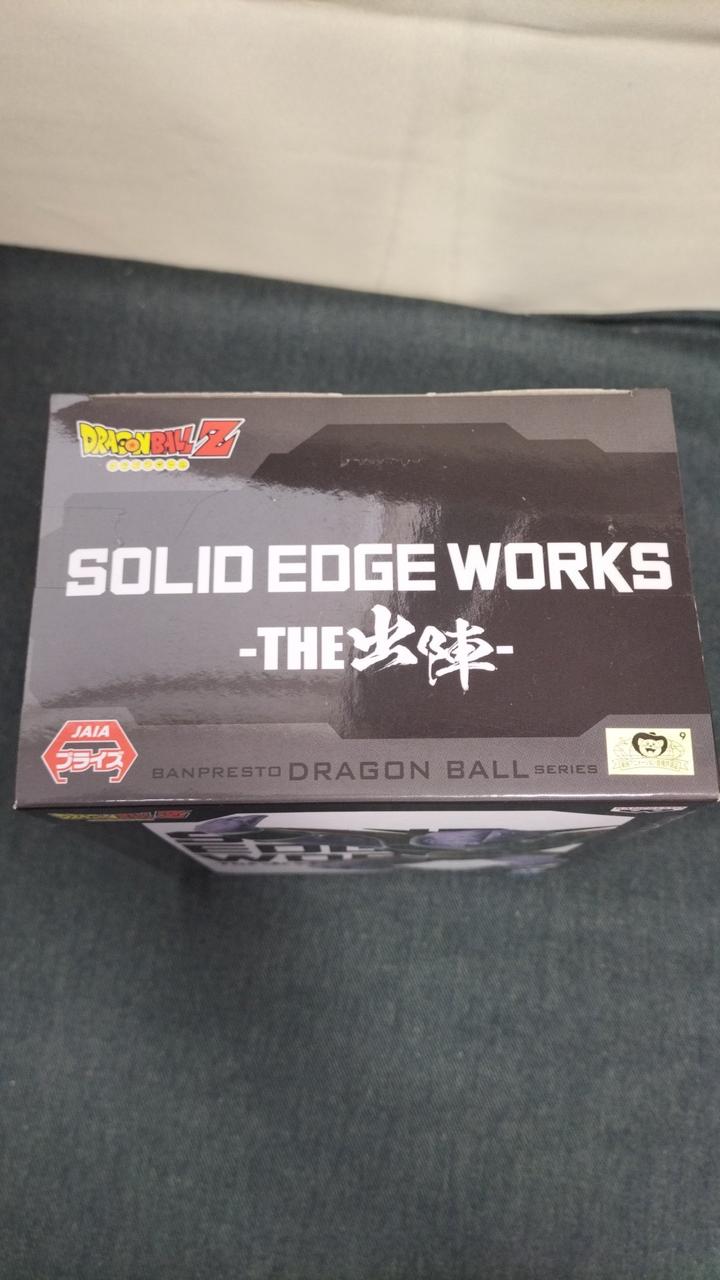 DRAGON BALL Z
SOLID EDGE WORKS
-THE出陣-
JAIA
プライズ
BANPRESTO DRAGON BALL SERIES
9